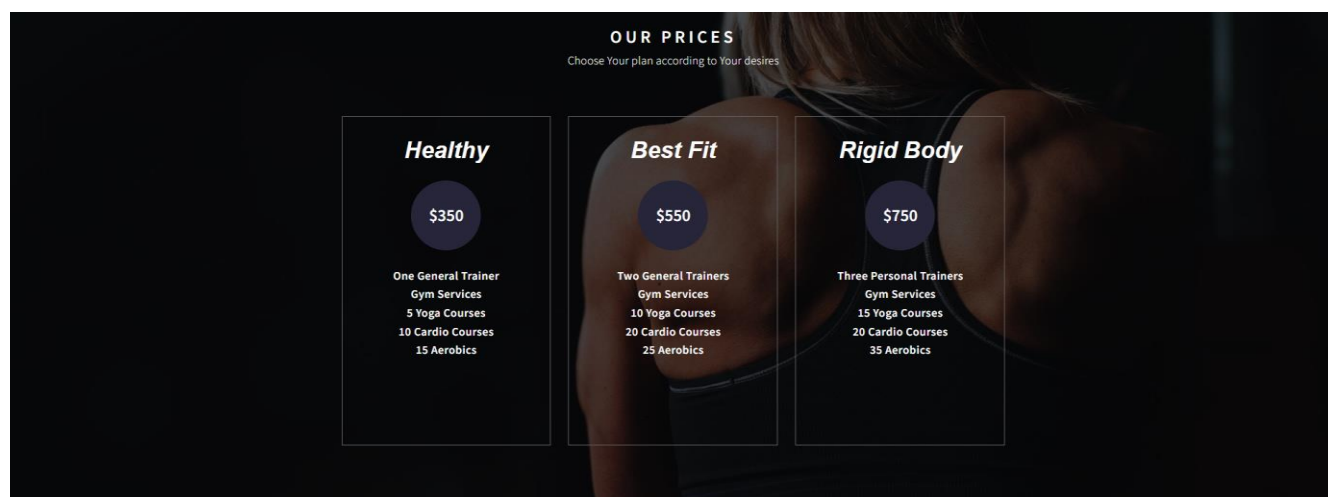 OUR PRICES
Choose Your plan according to Your desires
Healthy
$350
One General Trainer
Gym Services
5 Yoga Courses
10 Cardio Courses
15 Aerobics
Best Fit
$550
Two General Trainers
Gym Services
10 Yoga Courses
20 Cardio Courses
25 Aerobics
Rigid Body
$750
Three Personal Trainers
Gym Services
15 Yoga Courses
20 Cardio Courses
35 Aerobics